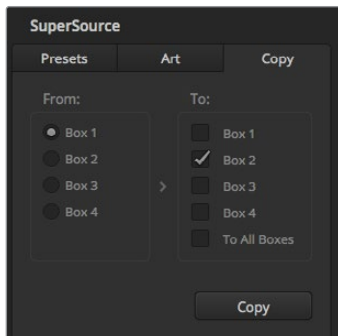 SuperSource
Presets Art Copy
From: To:
Box 1 Box 1
Box 2 Box 2
Box 3 Box 3
Box 4 Box 4
To All Boxes
Copy